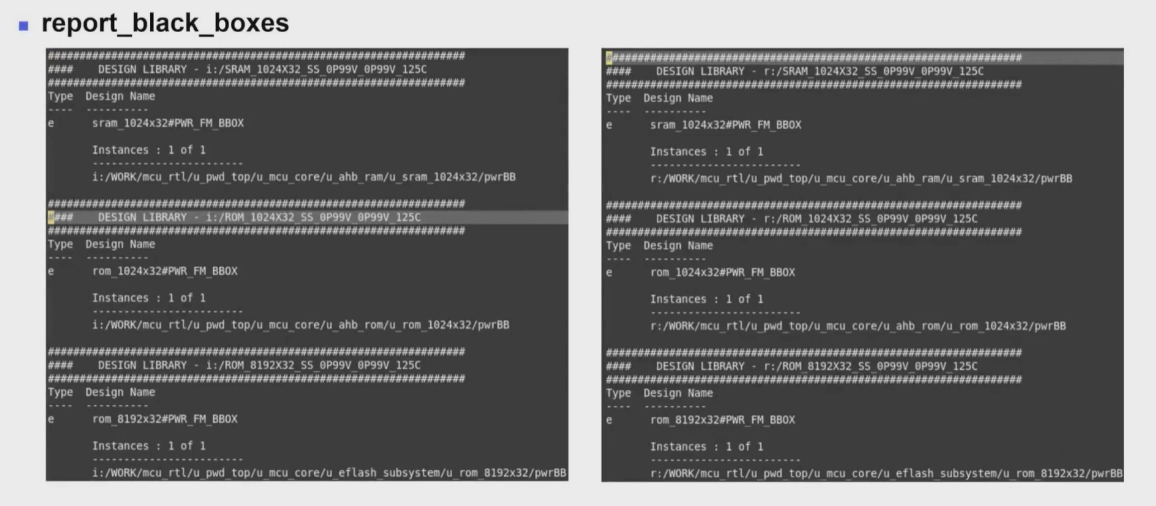 report_black_boxes
##################################################################
####    DESIGN LIBRARY - i:/SRAM_1024X32_SS_0P99V_0P99V_125C
##################################################################
Type  Design Name
----  ----------
e      sram_1024x32#PWR_FM_BBOX
       Instances : 1 of 1
       ------------------------
       i:/WORK/mcu_rtl/u_pwd_top/u_mcu_core/u_ahb_ram/u_sram_1024x32/pwrBB
##################################################################
####    DESIGN LIBRARY - i:/ROM_1024X32_SS_0P99V_0P99V_125C
##################################################################
Type  Design Name
----  ----------
e      rom_1024x32#PWR_FM_BBOX
       Instances : 1 of 1
       ------------------------
       i:/WORK/mcu_rtl/u_pwd_top/u_mcu_core/u_ahb_rom/u_rom_1024x32/pwrBB
##################################################################
####    DESIGN LIBRARY - i:/ROM_8192X32_SS_0P99V_0P99V_125C
##################################################################
Type  Design Name
----  ----------
e      rom_8192x32#PWR_FM_BBOX
       Instances : 1 of 1
       ------------------------
       i:/WORK/mcu_rtl/u_pwd_top/u_mcu_core/u_eflash_subsystem/u_rom_8192x32/pwrBB
##################################################################
####    DESIGN LIBRARY - r:/SRAM_1024X32_SS_0P99V_0P99V_125C
##################################################################
Type  Design Name
----  ----------
e      sram_1024x32#PWR_FM_BBOX
       Instances : 1 of 1
       ------------------------
       r:/WORK/mcu_rtl/u_pwd_top/u_mcu_core/u_ahb_ram/u_sram_1024x32/pwrBB
##################################################################
####    DESIGN LIBRARY - r:/ROM_1024X32_SS_0P99V_0P99V_125C
##################################################################
Type  Design Name
----  ----------
e      rom_1024x32#PWR_FM_BBOX
       Instances : 1 of 1
       ------------------------
       r:/WORK/mcu_rtl/u_pwd_top/u_mcu_core/u_ahb_rom/u_rom_1024x32/pwrBB
##################################################################
####    DESIGN LIBRARY - r:/ROM_8192X32_SS_0P99V_0P99V_125C
##################################################################
Type  Design Name
----  ----------
e      rom_8192x32#PWR_FM_BBOX
       Instances : 1 of 1
       ------------------------
       r:/WORK/mcu_rtl/u_pwd_top/u_mcu_core/u_eflash_subsystem/u_rom_8192x32/pwrBB